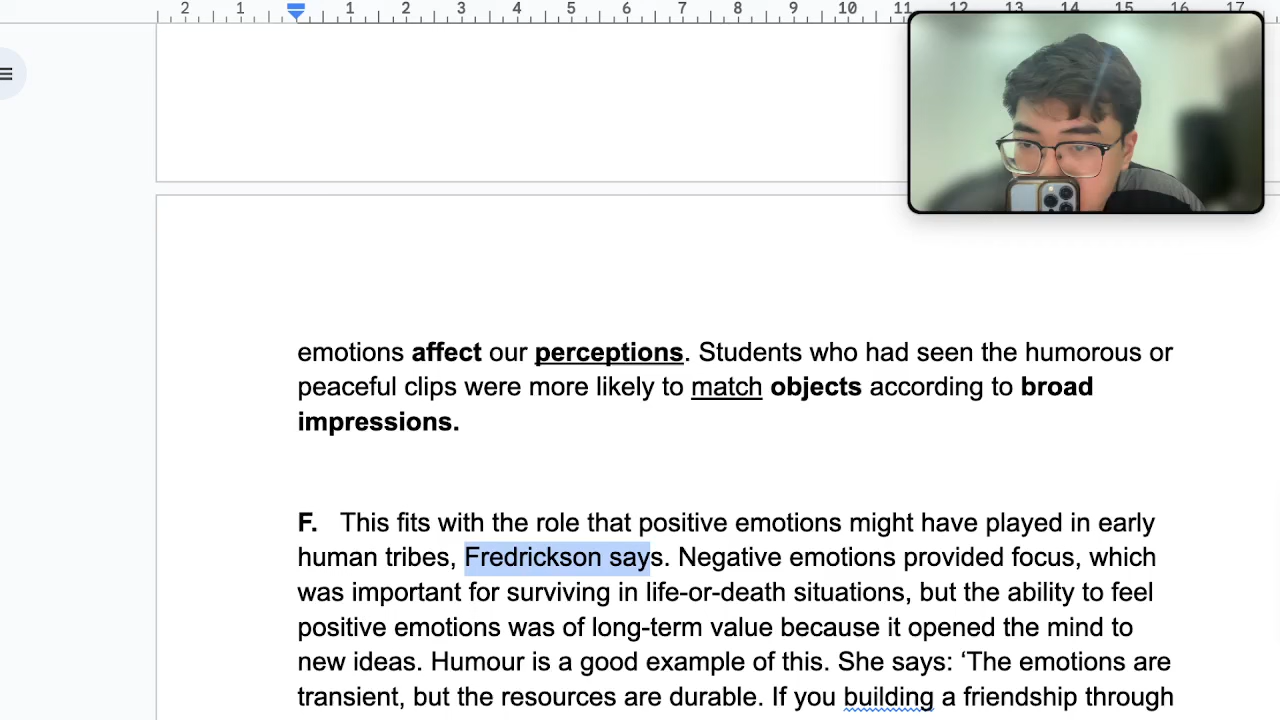 2 1 1 2 3 4 5 6 7 8 9 10 11 12 13 14 15 16 17
emotions affect our perceptions. Students who had seen the humorous or
peaceful clips were more likely to match objects according to broad
impressions.
F. This fits with the role that positive emotions might have played in early
human tribes, Fredrickson says. Negative emotions provided focus, which
was important for surviving in life-or-death situations, but the ability to feel
positive emotions was of long-term value because it opened the mind to
new ideas. Humour is a good example of this. She says: ‘The emotions are
transient, but the resources are durable. If you building a friendship through